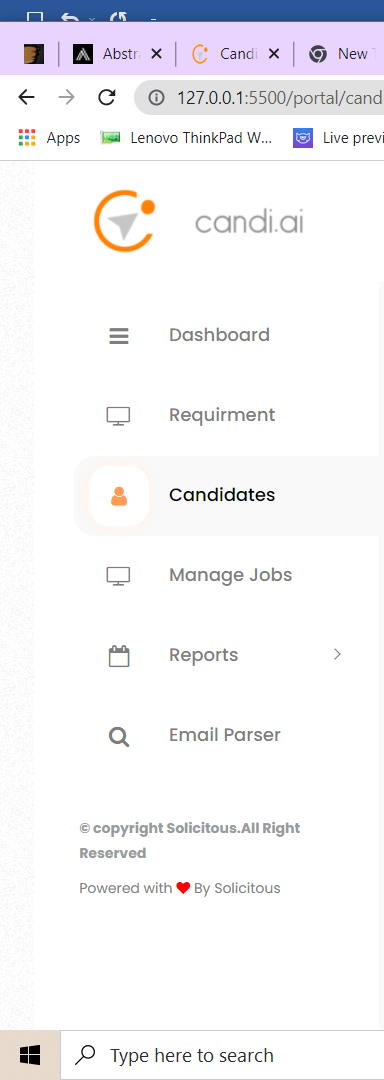 Abstra
Candi
New T
127.0.0.1:5500/portal/cand
Apps
Lenovo ThinkPad W...
Live previ
candi.ai
Dashboard
Requirment
Candidates
Manage Jobs
Reports
Email Parser
© copyright Solicitous.All Right
Reserved
Powered with ❤ By Solicitous
Type here to search